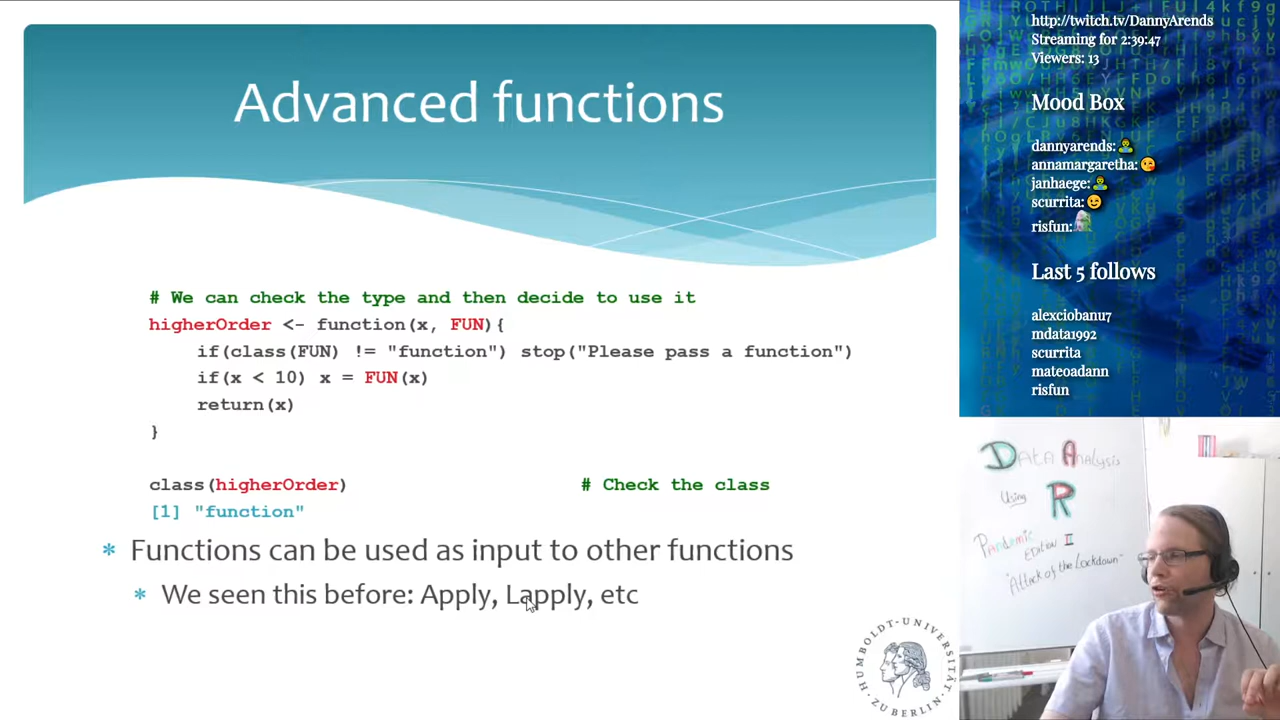 Advanced functions
# We can check the type and then decide to use it
higherOrder <- function(x, FUN){
if(class(FUN) != "function") stop("Please pass a function")
if(x < 10) x = FUN(x)
return(x)
}
class(higherOrder) # Check the class
[1] "function"
* Functions can be used as input to other functions
* We seen this before: Apply, Lapply, etc
HUMBOLDT-UNIVERSITÄT
ZU BERLIN
http://twitch.tv/DannyArends
Streaming for 2:39:47
Viewers: 13
Mood Box
dannyarends:
annamargaretha:
janhaege:
scurrita:
risfun:
Last 5 follows
alexciobanu7
mdata1992
scurrita
mateoadann
risfun
Data Analysis
Using R
Pandemic
Edition II
"Attack of the Lockdown"